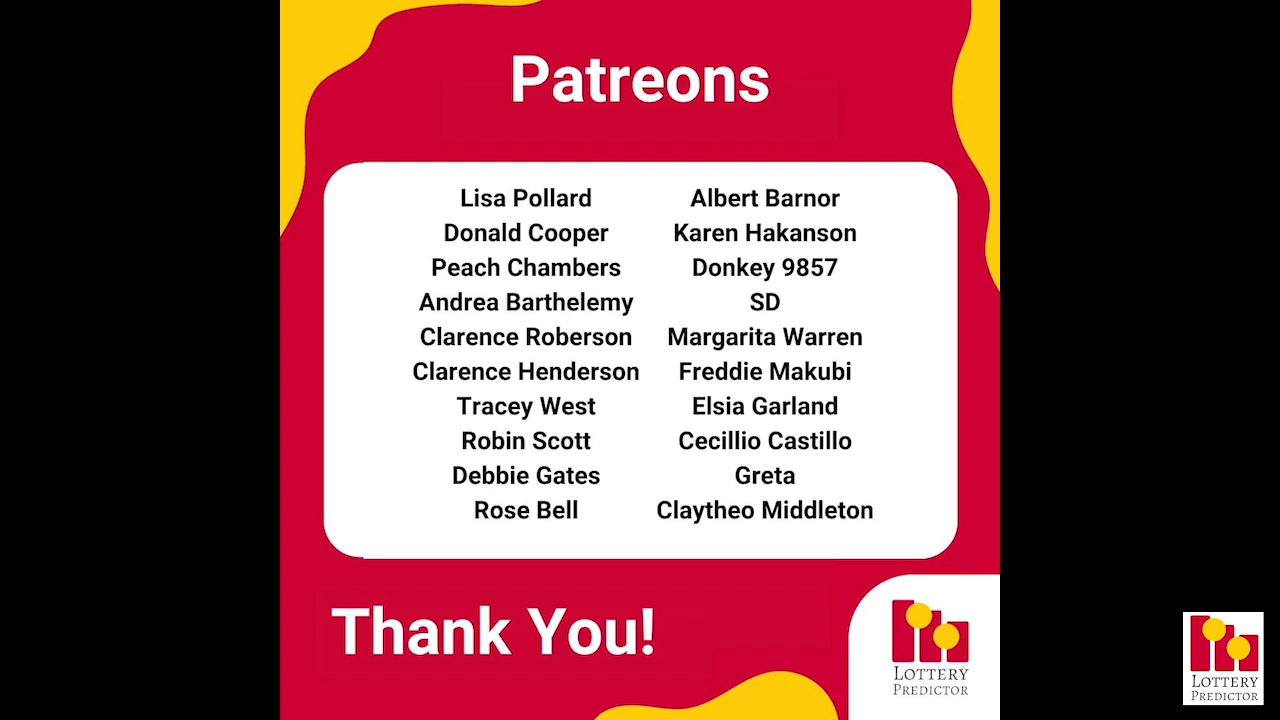 Patreons
Lisa Pollard
Donald Cooper
Peach Chambers
Andrea Barthelemy
Clarence Roberson
Clarence Henderson
Tracey West
Robin Scott
Debbie Gates
Rose Bell
Albert Barnor
Karen Hakanson
Donkey 9857
SD
Margarita Warren
Freddie Makubi
Elsia Garland
Cecillio Castillo
Greta
Claytheo Middleton
Thank You!
LOTTERY
PREDICTOR
LOTTERY
PREDICTOR